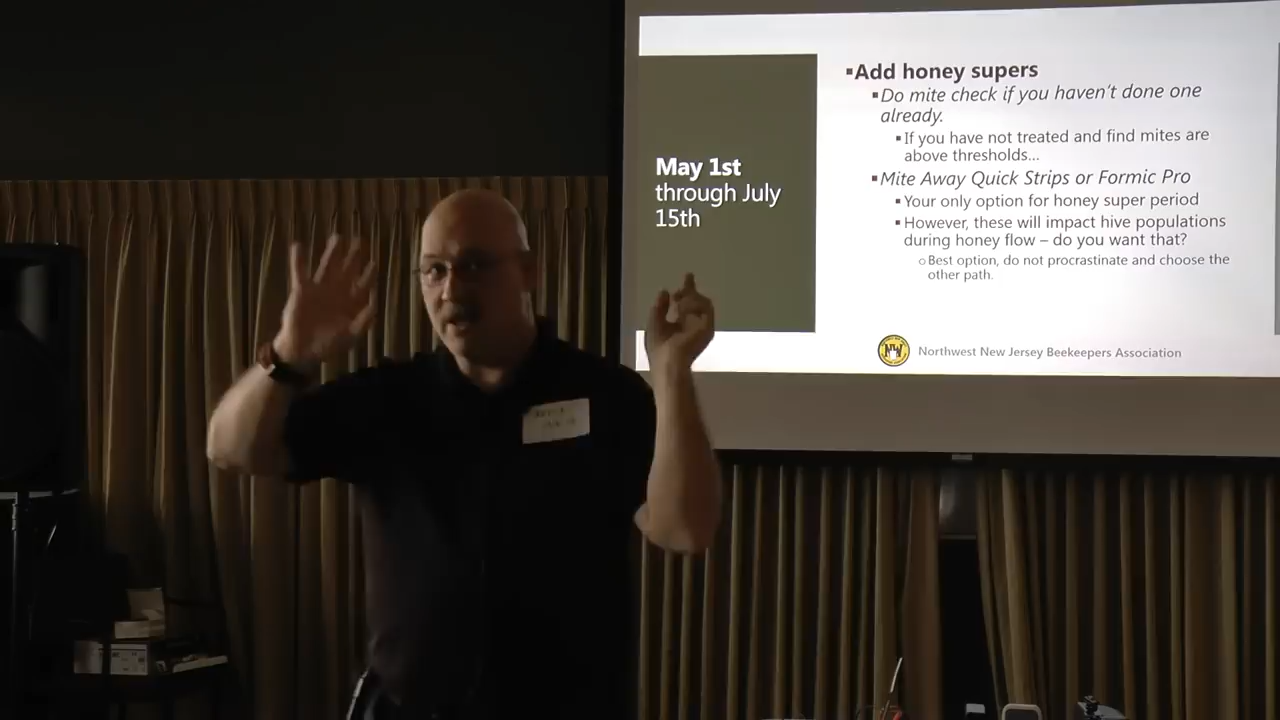 May 1st
through July
15th
▪Add honey supers
▪Do mite check if you haven't done one
already.
▪If you have not treated and find mites are
above thresholds...
▪Mite Away Quick Strips or Formic Pro
▪Your only option for honey super period
▪However, these will impact hive populations
during honey flow – do you want that?
○Best option, do not procrastinate and choose the
other path.
NW
Northwest New Jersey Beekeepers Association